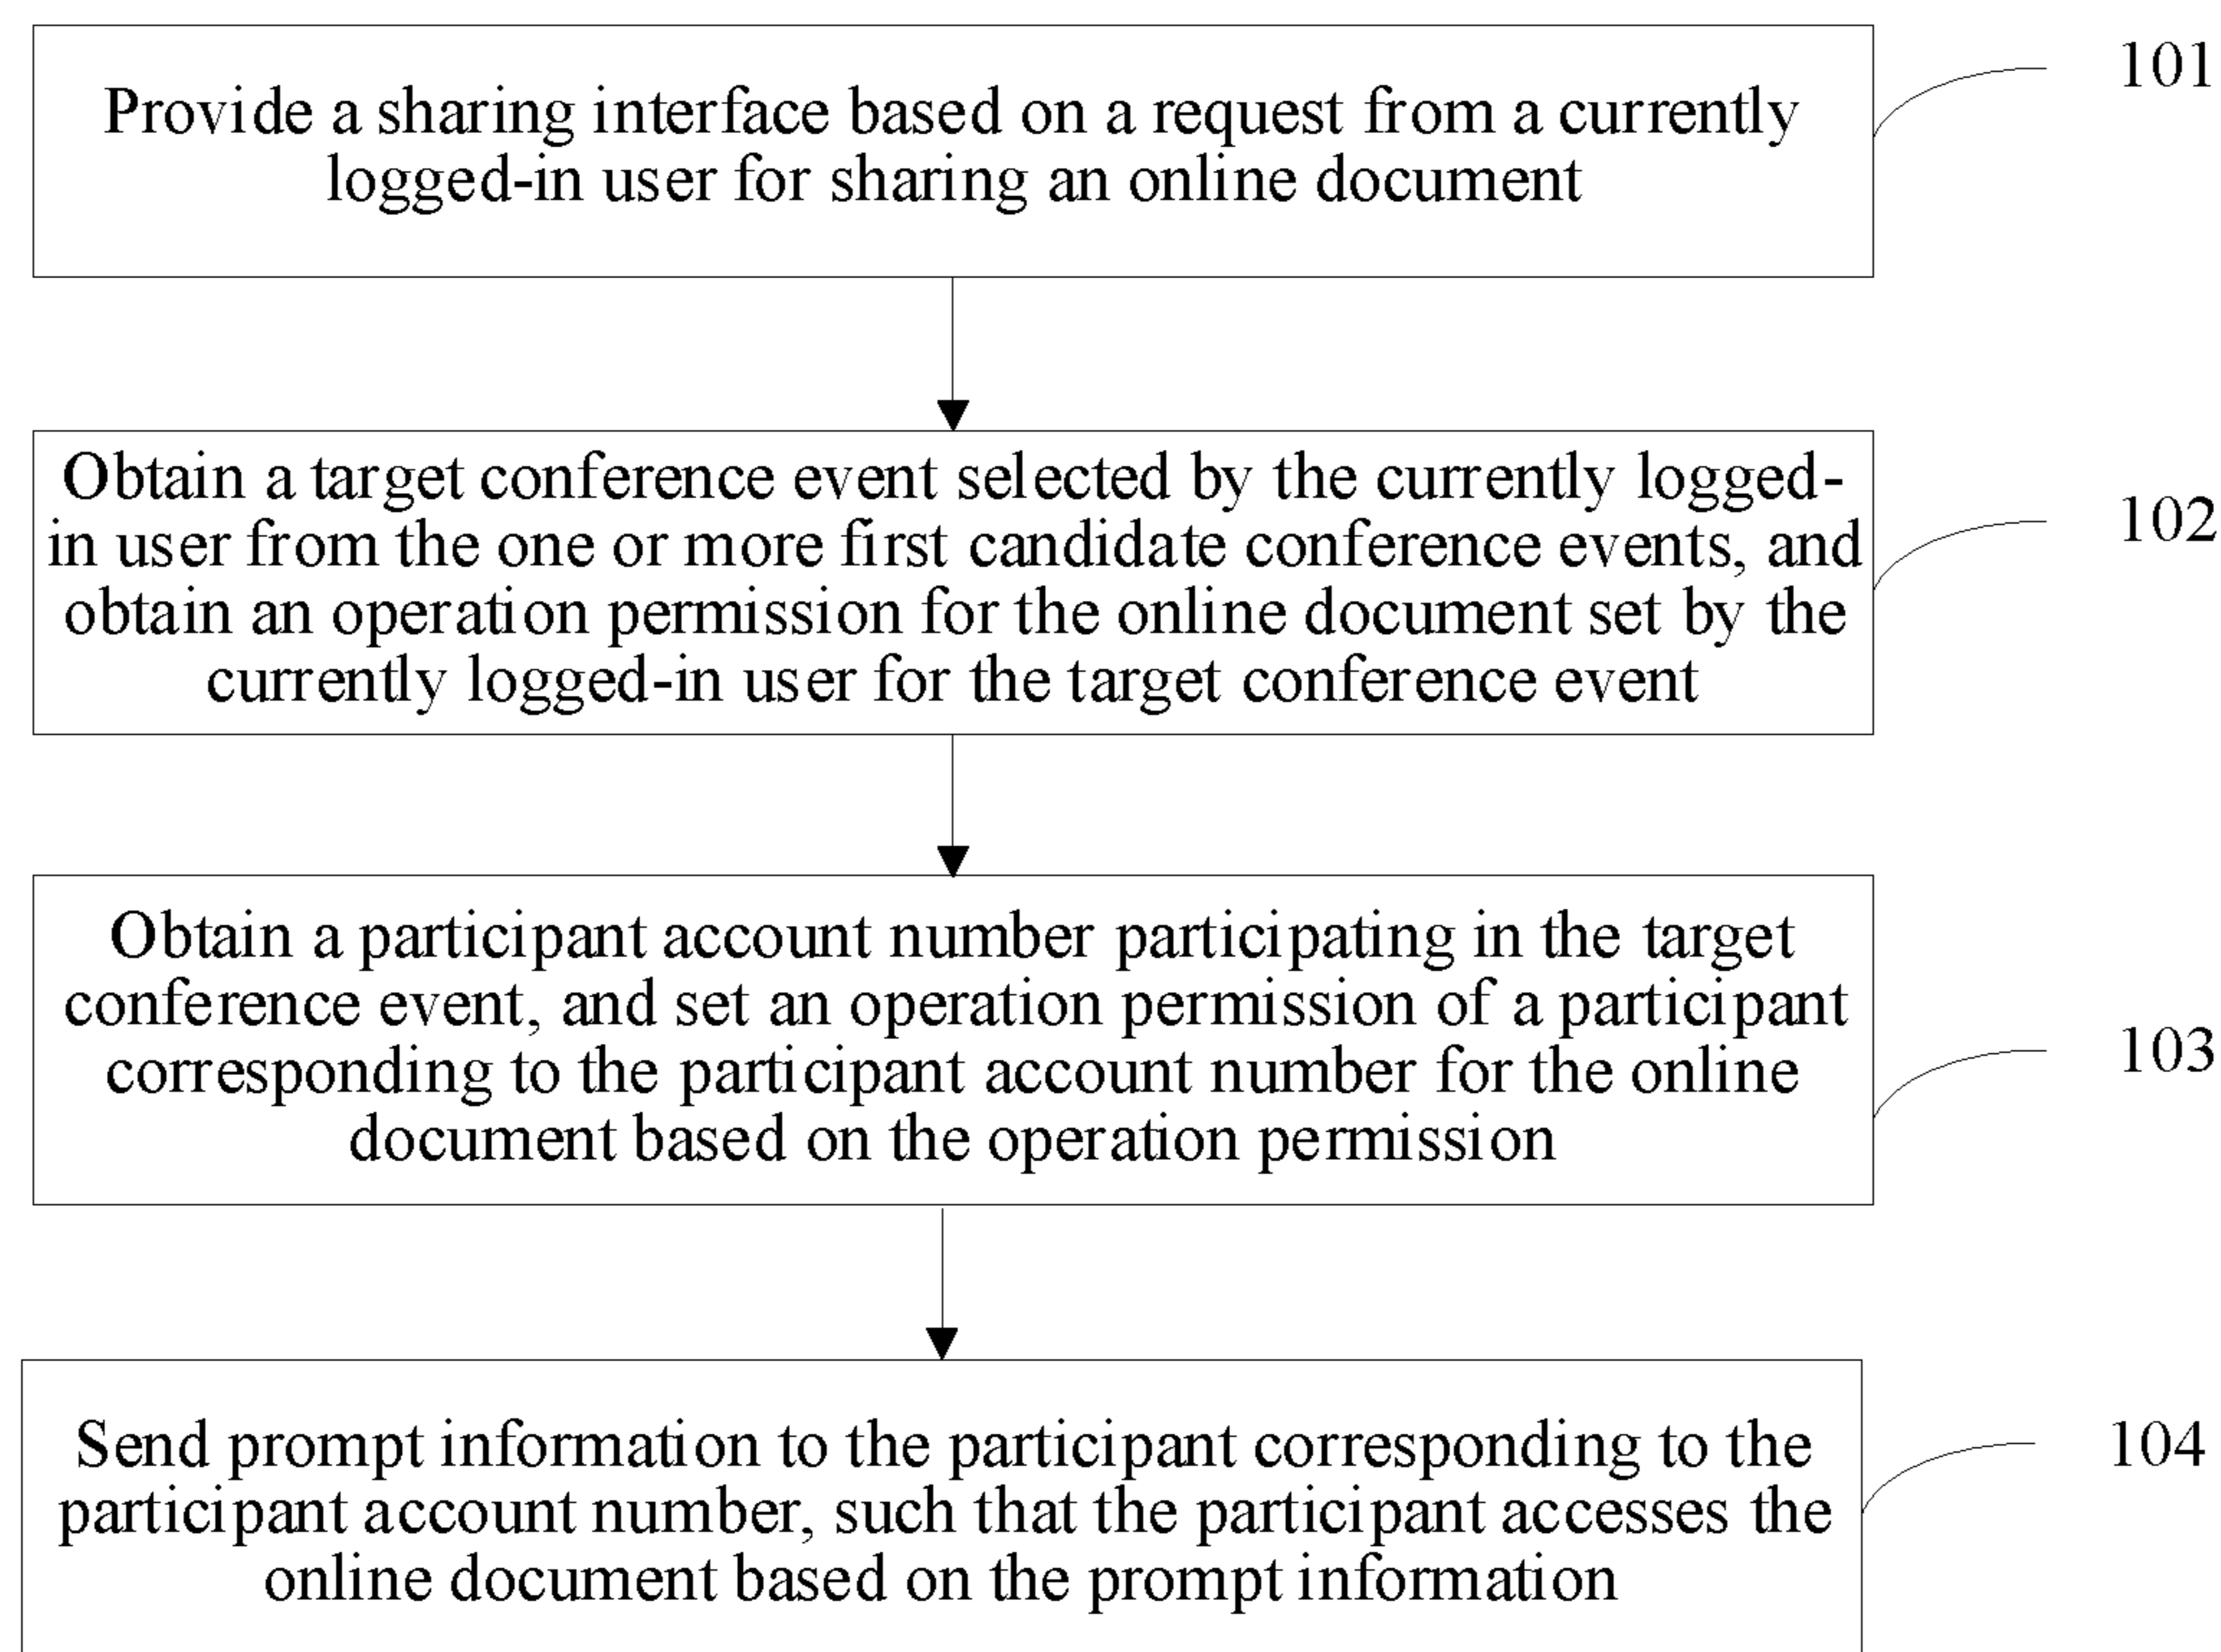 Provide a sharing interface based on a request from a currently
logged-in user for sharing an online document
101
Obtain a target conference event selected by the currently logged-
in user from the one or more first candidate conference events, and
obtain an operation permission for the online document set by the
currently logged-in user for the target conference event
102
Obtain a participant account number participating in the target
conference event, and set an operation permission of a participant
corresponding to the participant account number for the online
document based on the operation permission
103
Send prompt information to the participant corresponding to the
participant account number, such that the participant accesses the
online document based on the prompt information
104